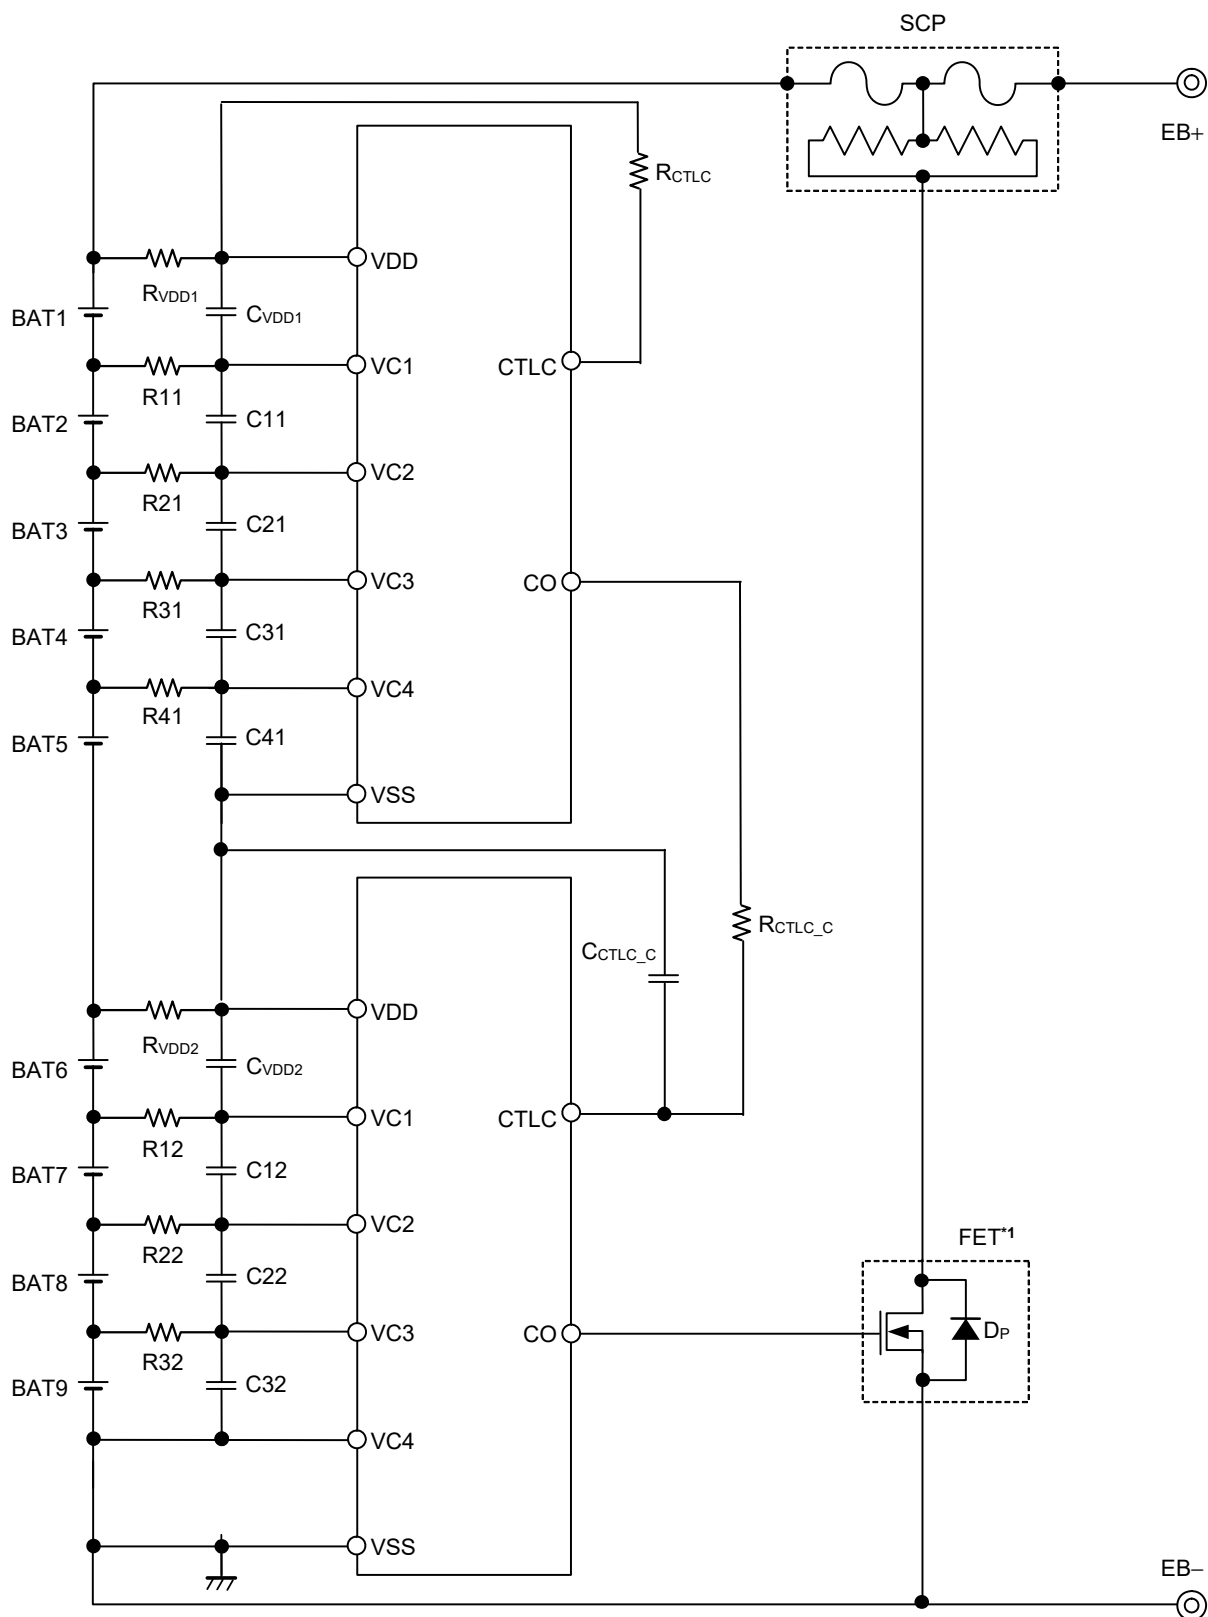 SCP
EB+
RCTLC
VDD
RVDD1
CVDD1
BAT1
VC1
CTLC
R11
BAT2
C11
VC2
R21
BAT3
C21
VC3
CO
R31
BAT4
C31
VC4
R41
BAT5
C41
VSS
RCTLC_C
CCTLC_C
VDD
RVDD2
BAT6
CVDD2
VC1
CTLC
R12
BAT7
C12
VC2
R22
FET*1
BAT8
C22
VC3
CO
DP
R32
BAT9
C32
VC4
VSS
EB−